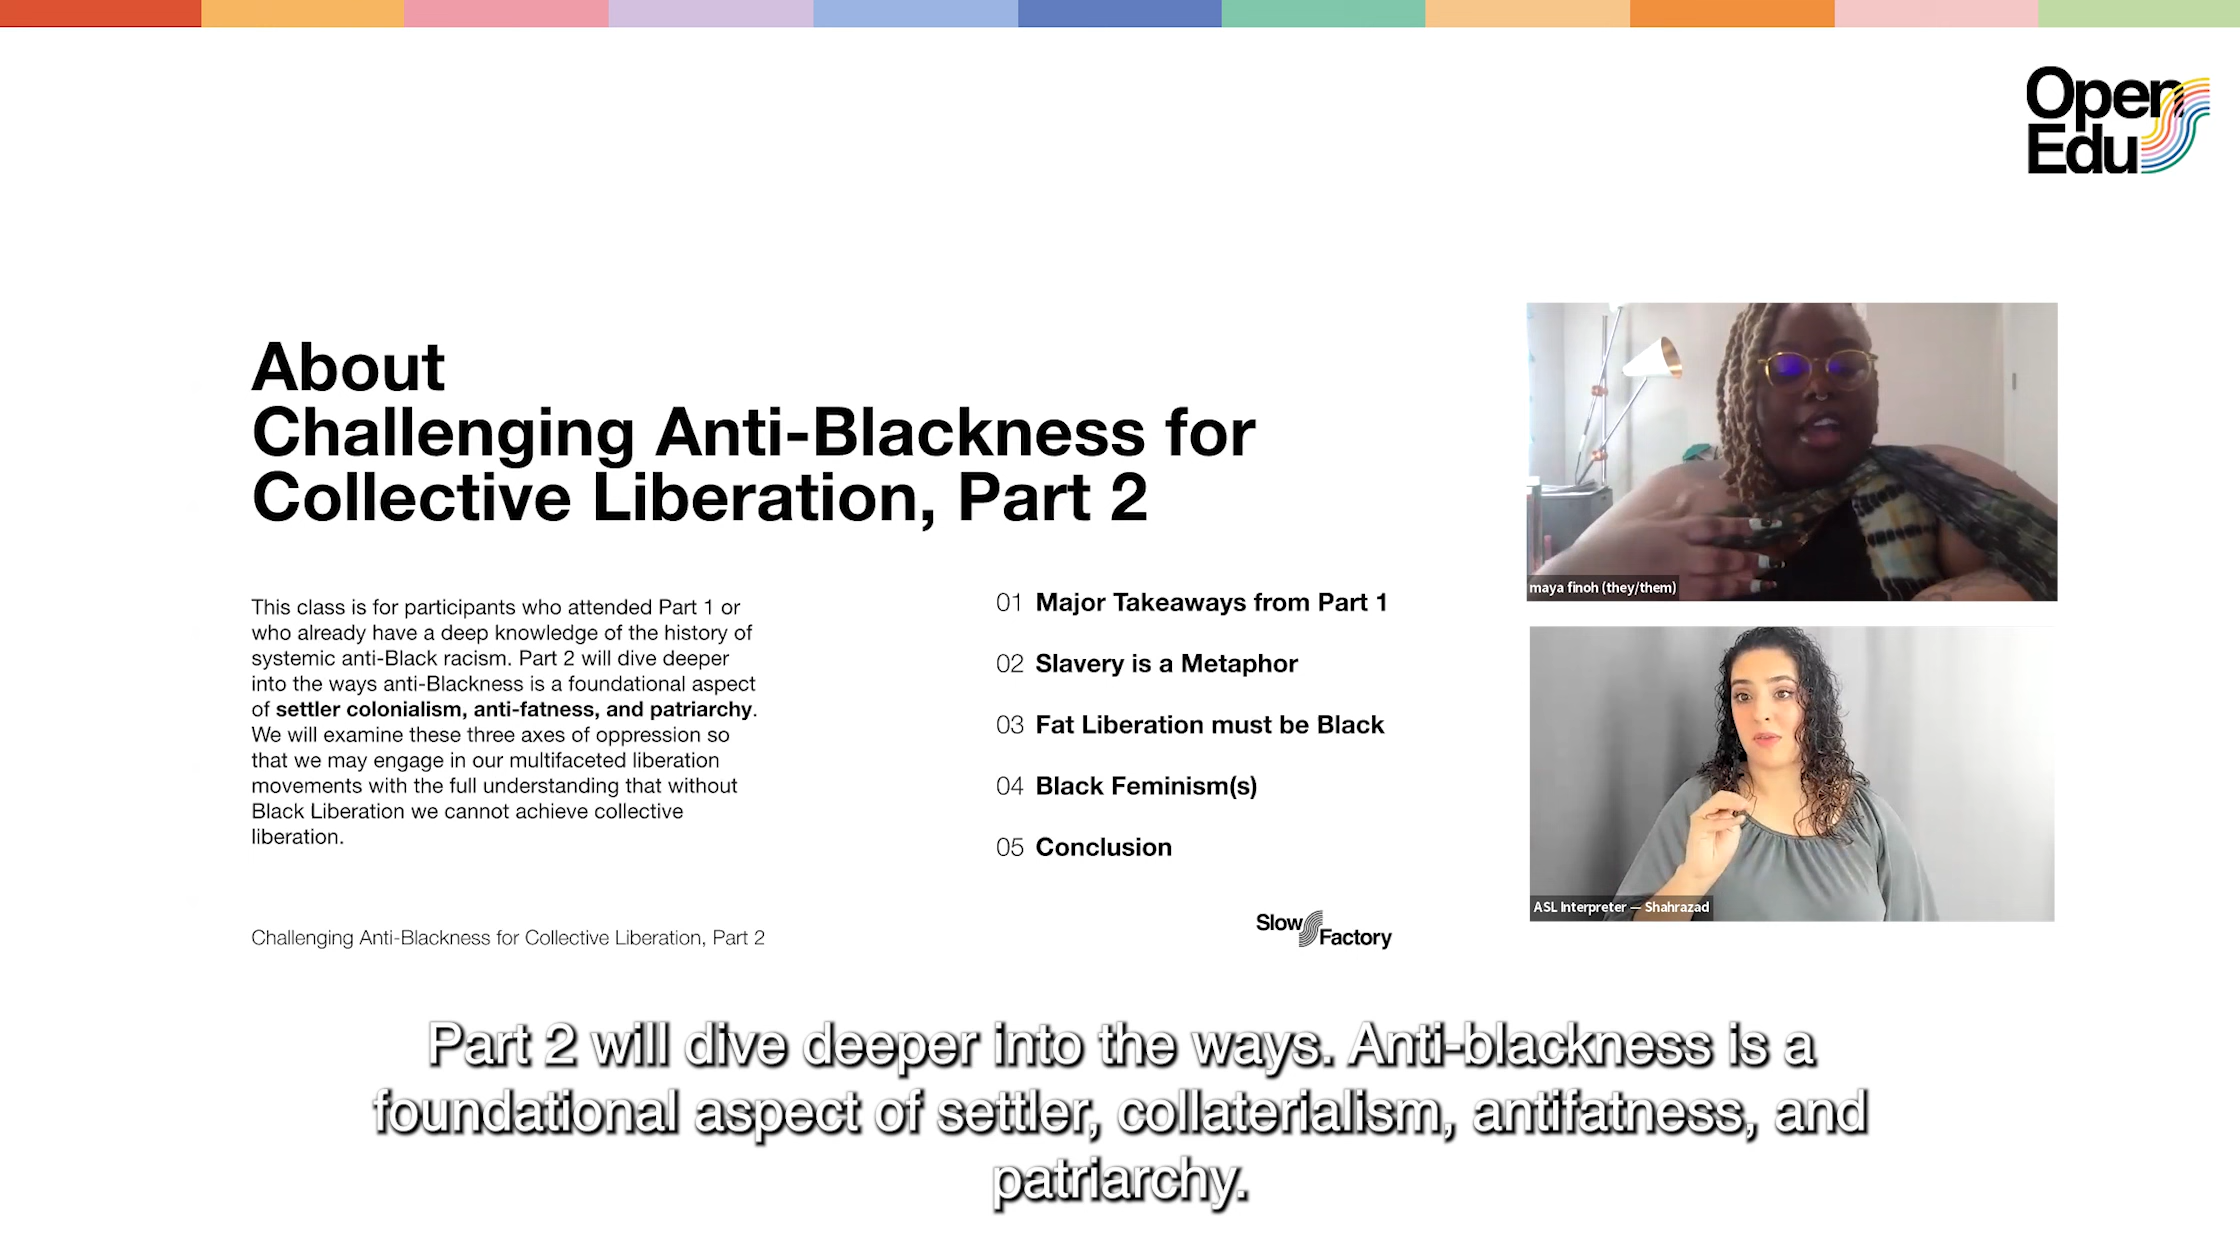 Open
Edu
About
Challenging Anti-Blackness for
Collective Liberation, Part 2
This class is for participants who attended Part 1 or
who already have a deep knowledge of the history of
systemic anti-Black racism. Part 2 will dive deeper
into the ways anti-Blackness is a foundational aspect
of settler colonialism, anti-fatness, and patriarchy.
We will examine these three axes of oppression so
that we may engage in our multifaceted liberation
movements with the full understanding that without
Black Liberation we cannot achieve collective
liberation.
01 Major Takeaways from Part 1
02 Slavery is a Metaphor
03 Fat Liberation must be Black
04 Black Feminism(s)
05 Conclusion
maya finoh (they/them)
ASL Interpreter — Shahrazad
Challenging Anti-Blackness for Collective Liberation, Part 2
Slow
Factory
Part 2 will dive deeper into the ways. Anti-blackness is a
foundational aspect of settler, collaterialism, antifatness, and
patriarchy.